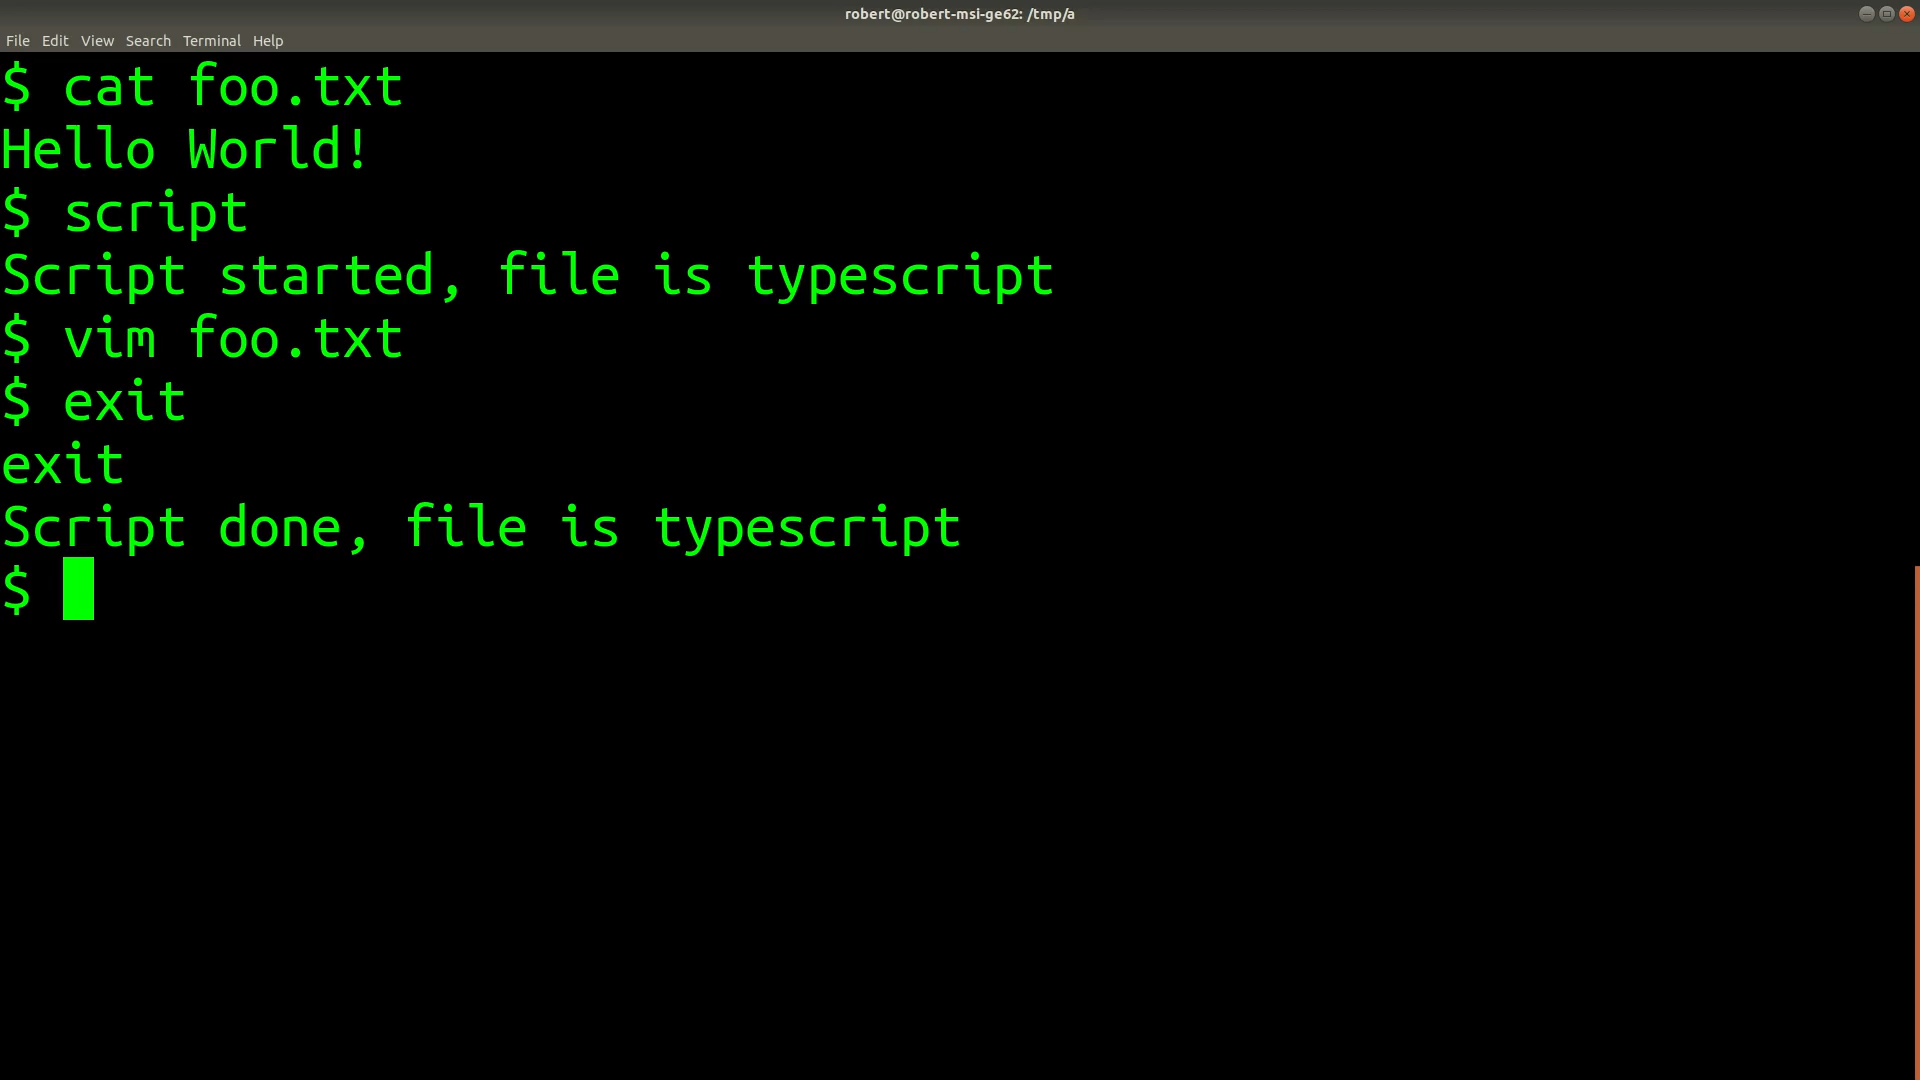 robert@robert-msi-ge62: /tmp/a
File Edit View Search Terminal Help
$ cat foo.txt
Hello World!
$ script
Script started, file is typescript
$ vim foo.txt
$ exit
exit
Script done, file is typescript
$